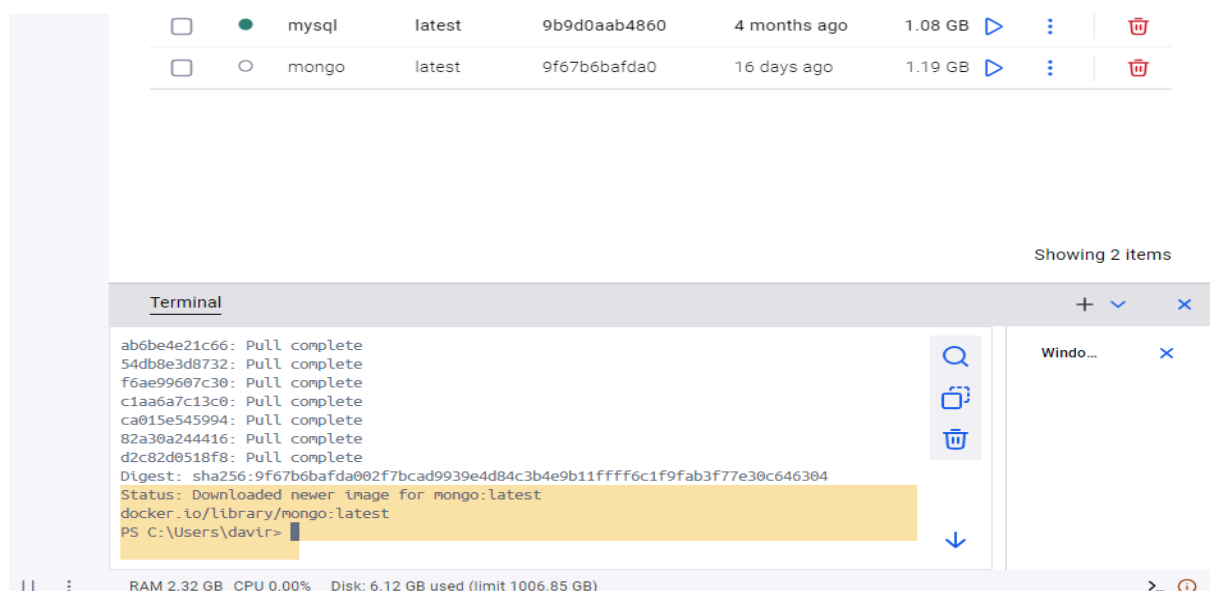 mysql latest 9b9d0aab4860 4 months ago 1.08 GB
mongo latest 9f67b6bafda0 16 days ago 1.19 GB
Showing 2 items
Terminal
ab6be4e21c66: Pull complete
54db8e3d8732: Pull complete
f6ae99607c30: Pull complete
c1aa6a7c13c0: Pull complete
ca015e545994: Pull complete
82a30a244416: Pull complete
d2c82d0518f8: Pull complete
Digest: sha256:9f67b6bafda002f7bcad9939e4d84c3b4e9b11ffff6c1f9fab3f77e30c646304
Status: Downloaded newer image for mongo:latest
docker.io/library/mongo:latest
PS C:\Users\davir>
Windo...
RAM 2.32 GB CPU 0.00% Disk: 6.12 GB used (limit 1006.85 GB)